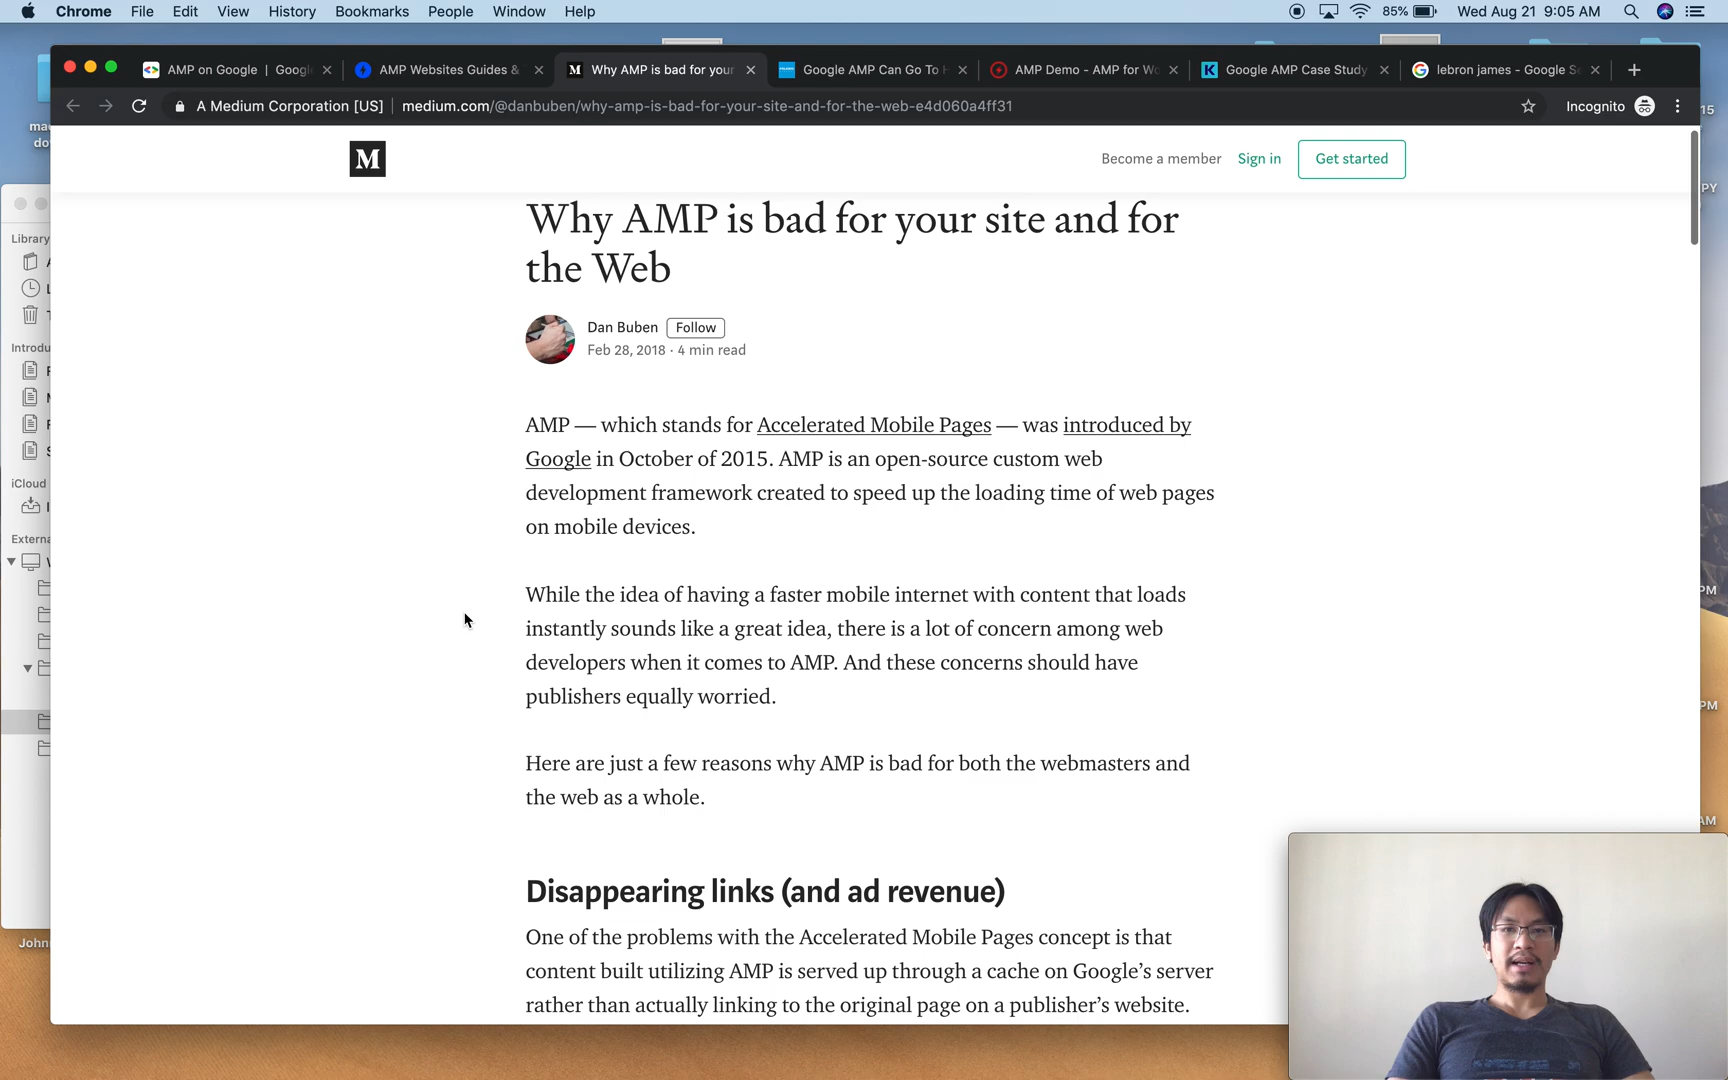 Chrome File Edit View History Bookmarks People Window Help 85% Wed Aug 21 9:05 AM
AMP on Google | Googl
AMP Websites Guides &
M Why AMP is bad for your
Google AMP Can Go To H
AMP Demo - AMP for Wo
K Google AMP Case Study
G lebron james - Google Se
A Medium Corporation [US] medium.com/@danbuben/why-amp-is-bad-for-your-site-and-for-the-web-e4d060a4ff31 Incognito
15
ma
do
M Become a member Sign in Get started
PY
Library
Introdu
iCloud
Externa
John
PM
PM
AM
Why AMP is bad for your site and for
the Web
Dan Buben Follow
Feb 28, 2018 · 4 min read
AMP — which stands for Accelerated Mobile Pages — was introduced by
Google in October of 2015. AMP is an open-source custom web
development framework created to speed up the loading time of web pages
on mobile devices.
While the idea of having a faster mobile internet with content that loads
instantly sounds like a great idea, there is a lot of concern among web
developers when it comes to AMP. And these concerns should have
publishers equally worried.
Here are just a few reasons why AMP is bad for both the webmasters and
the web as a whole.
Disappearing links (and ad revenue)
One of the problems with the Accelerated Mobile Pages concept is that
content built utilizing AMP is served up through a cache on Google's server
rather than actually linking to the original page on a publisher's website.